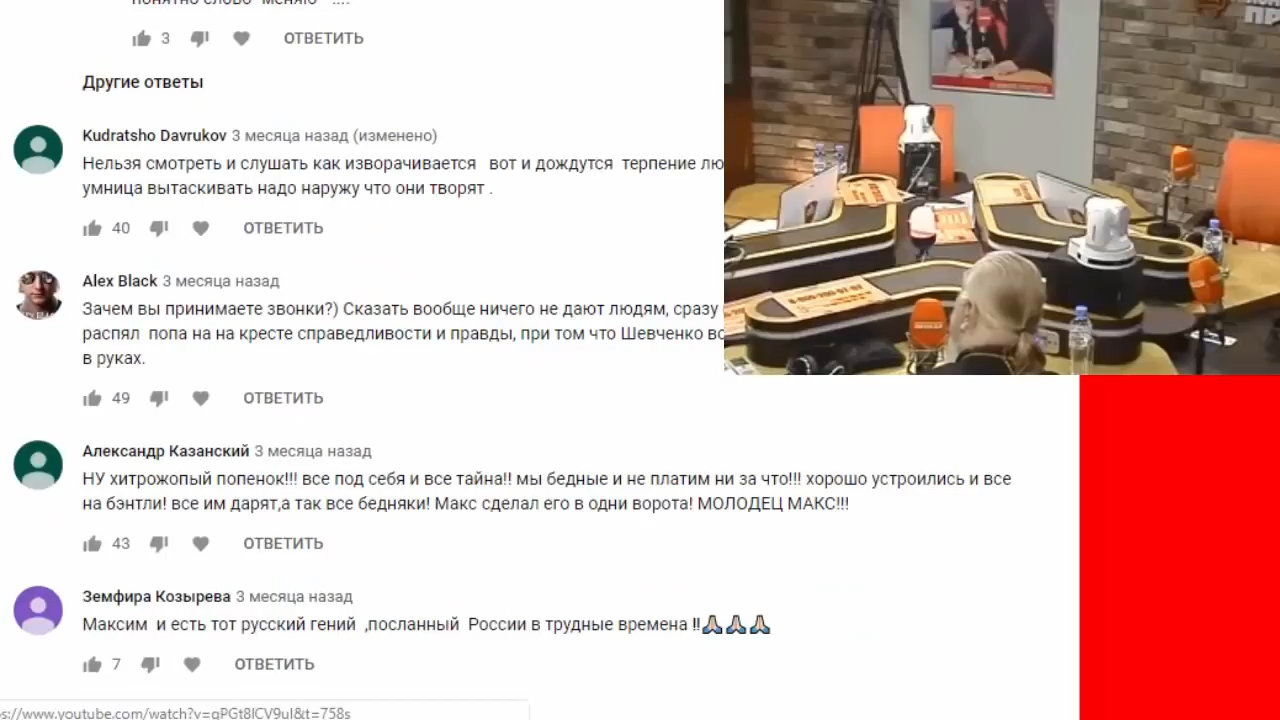 понятно слово меняю ....
3 ОТВЕТИТЬ
Другие ответы
Kudratsho Davrukov 3 месяца назад (изменено)
Нельзя смотреть и слушать как изворачивается вот и дождутся терпение лю
умница вытаскивать надо наружу что они творят .
40 ОТВЕТИТЬ
Alex Black 3 месяца назад
Зачем вы принимаете звонки?) Сказать вообще ничего не дают людям, сразу
распял попа на на кресте справедливости и правды, при том что Шевченко вс
в руках.
49 ОТВЕТИТЬ
Александр Казанский 3 месяца назад
НУ хитрожопый попенок!!! все под себя и все тайна!! мы бедные и не платим ни за что!!! хорошо устроились и все
на бэнтли! все им дарят,а так все бедняки! Макс сделал его в одни ворота! МОЛОДЕЦ МАКС!!!
43 ОТВЕТИТЬ
Земфира Козырева 3 месяца назад
Максим и есть тот русский гений ,посланный России в трудные времена !!🙏🙏🙏
7 ОТВЕТИТЬ
s://www.youtube.com/watch?v=qPGt8lCV9uI&t=758s